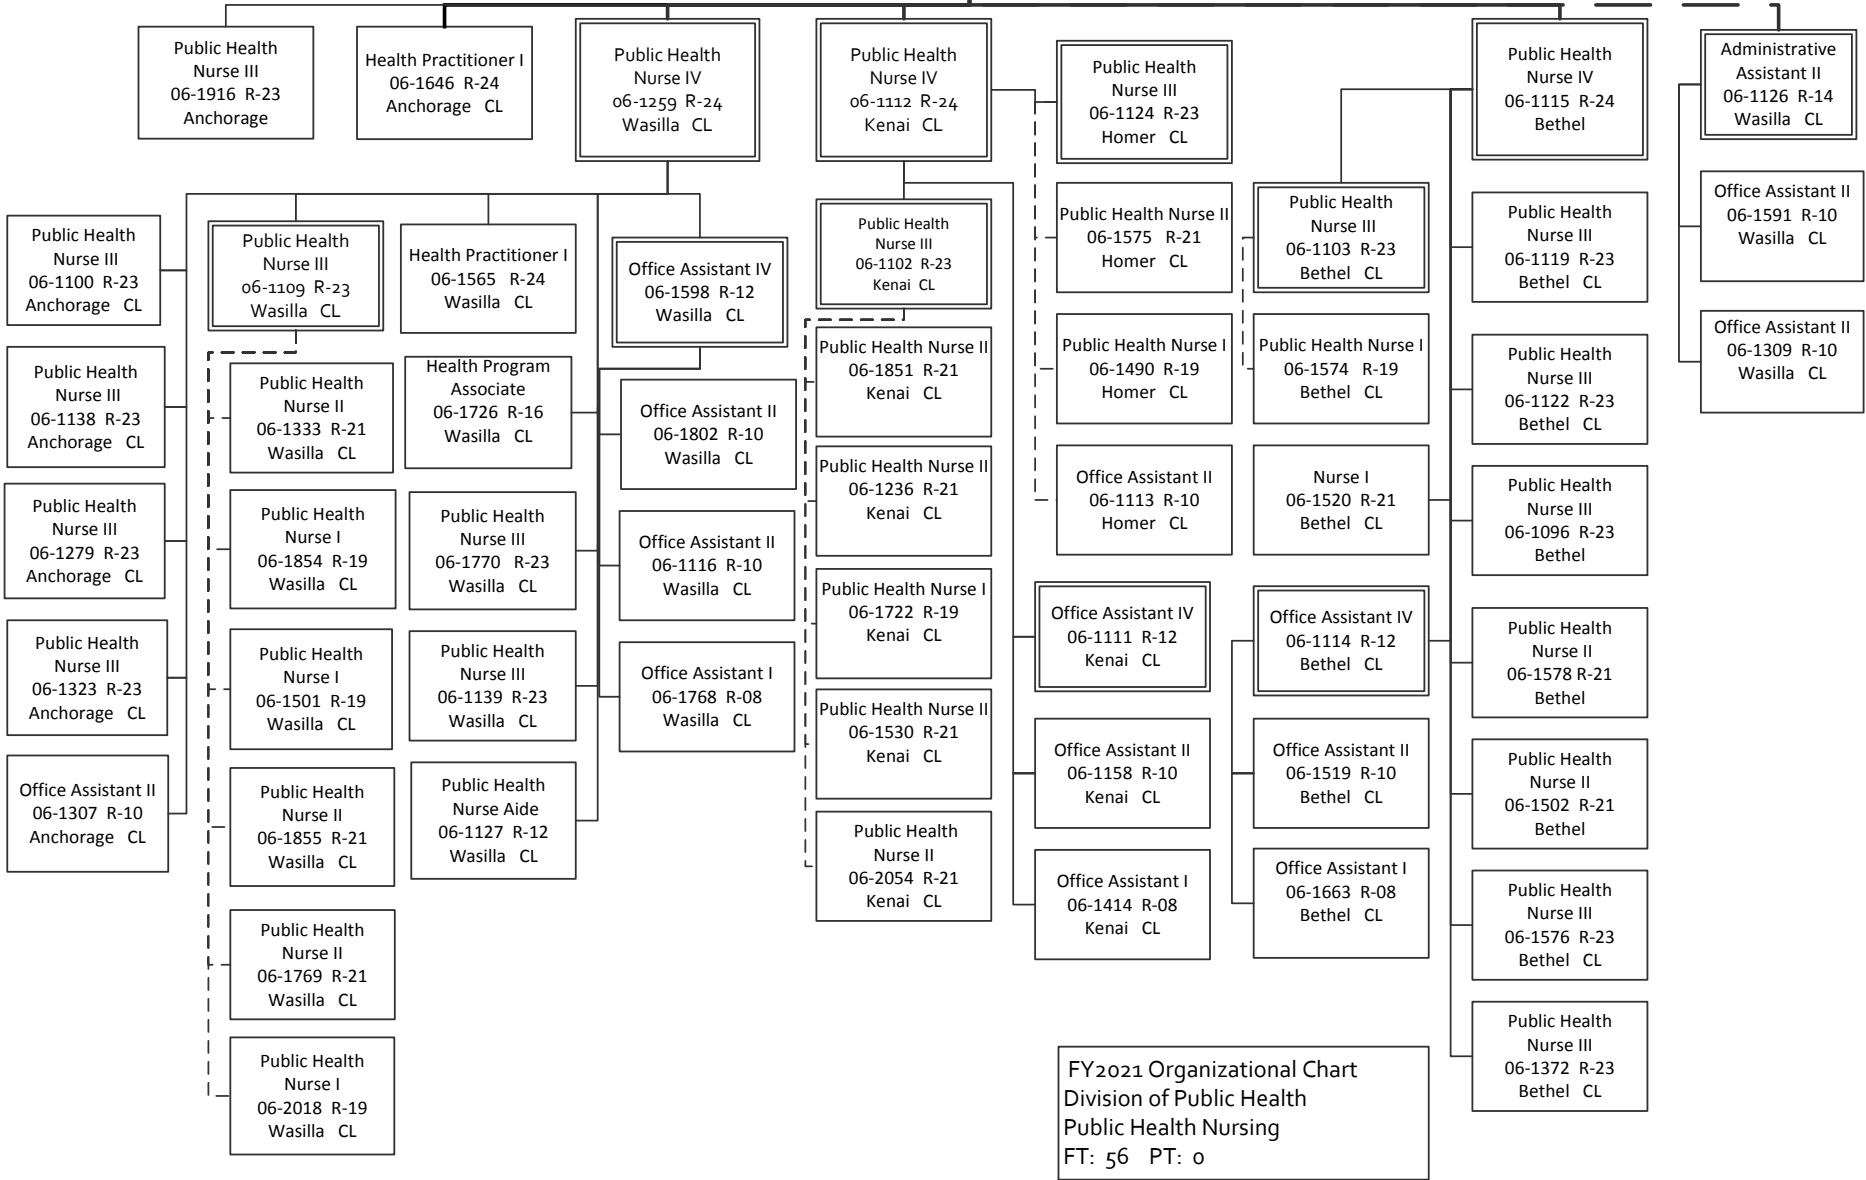 Public Health
Nurse III
06-1916 R-23
Anchorage
Health Practitioner I
06-1646 R-24
Anchorage CL
Public Health
Nurse IV
06-1259 R-24
Wasilla CL
Public Health
Nurse IV
06-1112 R-24
Kenai CL
Public Health
Nurse III
06-1124 R-23
Homer CL
Public Health
Nurse IV
06-1115 R-24
Bethel
Administrative
Assistant II
06-1126 R-14
Wasilla CL
Public Health
Nurse III
06-1100 R-23
Anchorage CL
Public Health
Nurse III
06-1138 R-23
Anchorage CL
Public Health
Nurse III
06-1279 R-23
Anchorage CL
Public Health
Nurse III
06-1323 R-23
Anchorage CL
Office Assistant II
06-1307 R-10
Anchorage CL
Public Health
Nurse III
06-1109 R-23
Wasilla CL
Public Health
Nurse II
06-1333 R-21
Wasilla CL
Public Health
Nurse I
06-1854 R-19
Wasilla CL
Public Health
Nurse I
06-1501 R-19
Wasilla CL
Public Health
Nurse II
06-1855 R-21
Wasilla CL
Public Health
Nurse II
06-1769 R-21
Wasilla CL
Public Health
Nurse I
06-2018 R-19
Wasilla CL
Health Practitioner I
06-1565 R-24
Wasilla CL
Health Program
Associate
06-1726 R-16
Wasilla CL
Public Health
Nurse III
06-1770 R-23
Wasilla CL
Public Health
Nurse III
06-1139 R-23
Wasilla CL
Public Health
Nurse Aide
06-1127 R-12
Wasilla CL
Office Assistant IV
06-1598 R-12
Wasilla CL
Office Assistant II
06-1802 R-10
Wasilla CL
Office Assistant II
06-1116 R-10
Wasilla CL
Office Assistant I
06-1768 R-08
Wasilla CL
Public Health
Nurse III
06-1102 R-23
Kenai CL
Public Health Nurse II
06-1851 R-21
Kenai CL
Public Health Nurse II
06-1236 R-21
Kenai CL
Public Health Nurse I
06-1722 R-19
Kenai CL
Public Health Nurse II
06-1530 R-21
Kenai CL
Public Health
Nurse II
06-2054 R-21
Kenai CL
Public Health Nurse II
06-1575 R-21
Homer CL
Public Health Nurse I
06-1490 R-19
Homer CL
Office Assistant II
06-1113 R-10
Homer CL
Office Assistant IV
06-1111 R-12
Kenai CL
Office Assistant II
06-1158 R-10
Kenai CL
Office Assistant I
06-1414 R-08
Kenai CL
Public Health
Nurse III
06-1103 R-23
Bethel CL
Public Health Nurse I
06-1574 R-19
Bethel CL
Nurse I
06-1520 R-21
Bethel CL
Office Assistant IV
06-1114 R-12
Bethel CL
Office Assistant II
06-1519 R-10
Bethel CL
Office Assistant I
06-1663 R-08
Bethel CL
Public Health
Nurse III
06-1119 R-23
Bethel CL
Public Health
Nurse III
06-1122 R-23
Bethel CL
Public Health
Nurse III
06-1096 R-23
Bethel
Public Health
Nurse II
06-1578 R-21
Bethel
Public Health
Nurse II
06-1502 R-21
Bethel
Public Health
Nurse III
06-1576 R-23
Bethel CL
Public Health
Nurse III
06-1372 R-23
Bethel CL
Office Assistant II
06-1591 R-10
Wasilla CL
Office Assistant II
06-1309 R-10
Wasilla CL
FY2021 Organizational Chart
Division of Public Health
Public Health Nursing
FT: 56 PT: 0